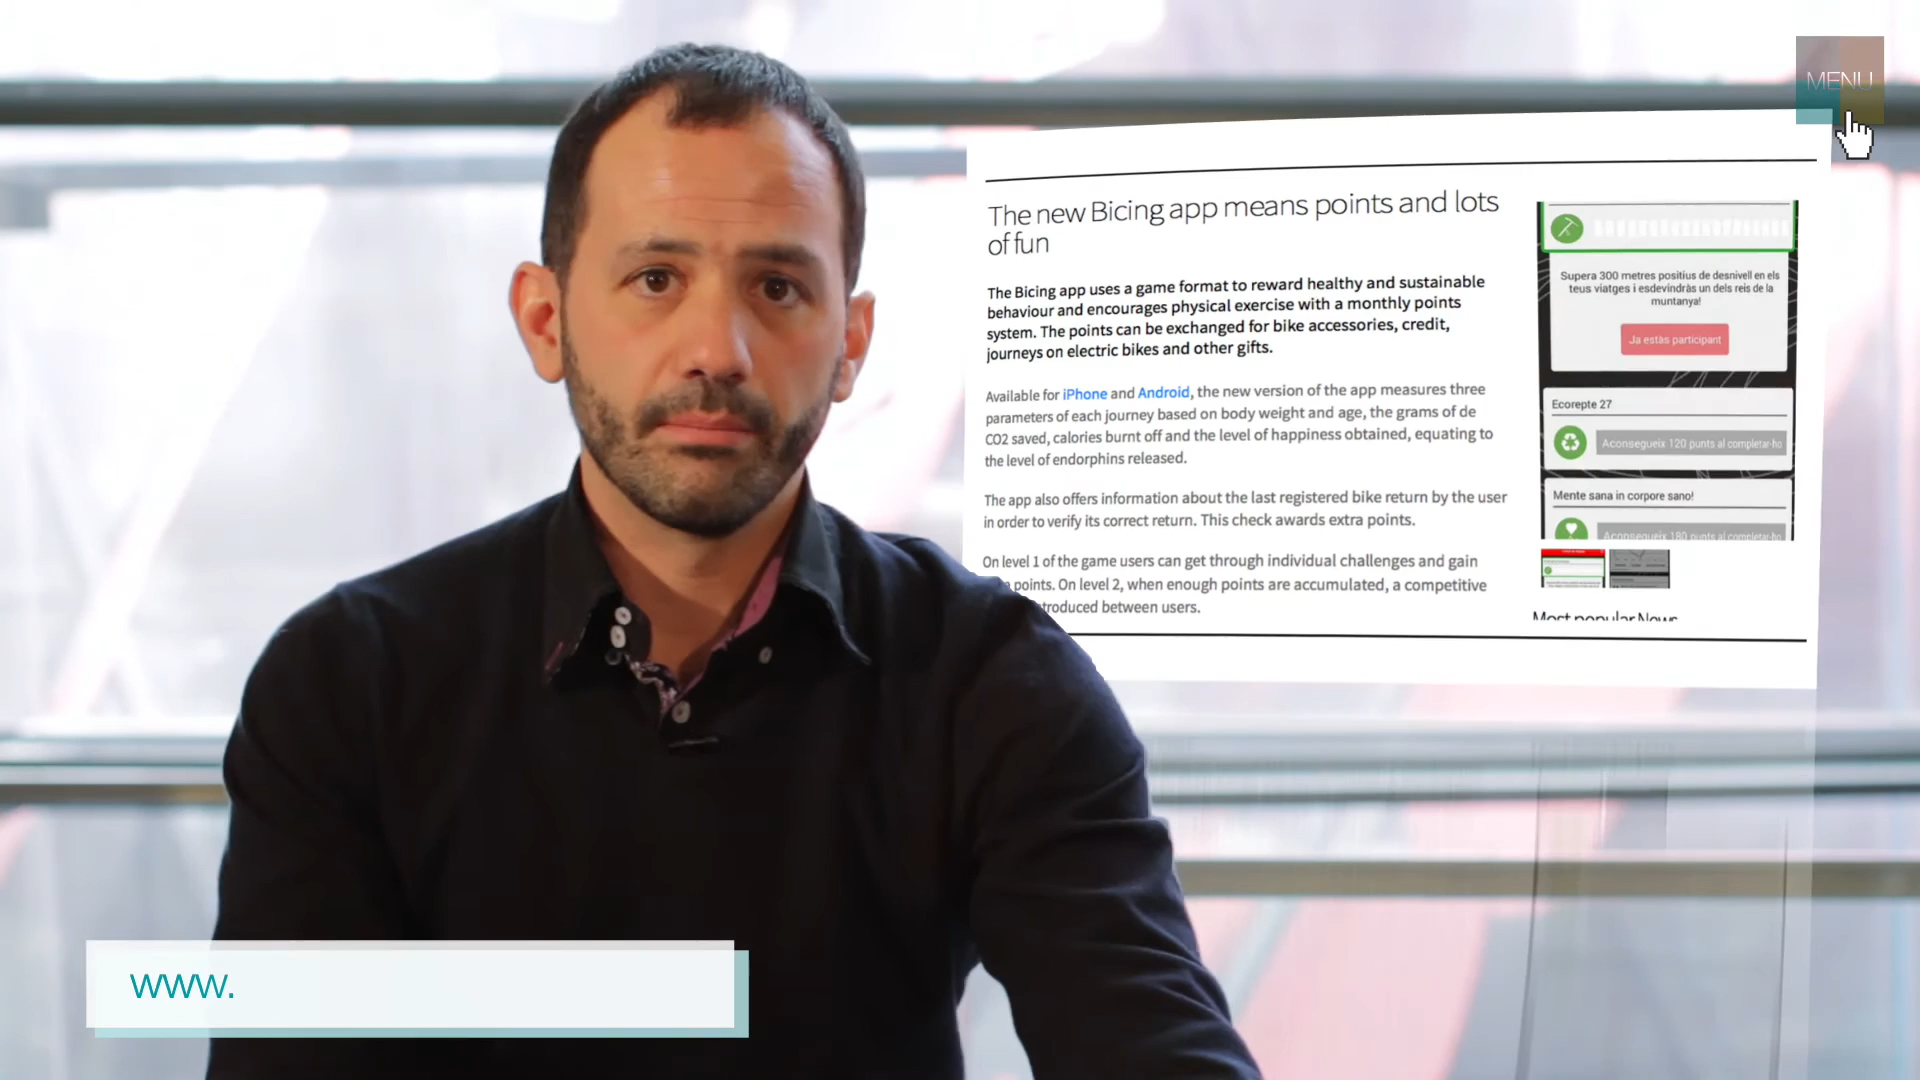 MENU
The new Bicing app means points and lots
of fun
The Bicing app uses a game format to reward healthy and sustainable
behaviour and encourages physical exercise with a monthly points
system. The points can be exchanged for bike accessories, credit,
journeys on electric bikes and other gifts.
Available for iPhone and Android, the new version of the app measures three
parameters of each journey based on body weight and age, the grams of de
CO2 saved, calories burnt off and the level of happiness obtained, equating to
the level of endorphins released.
The app also offers information about the last registered bike return by the user
in order to verify its correct return. This check awards extra points.
On level 1 of the game users can get through individual challenges and gain
points. On level 2, when enough points are accumulated, a competitive
between users.
Supera 300 metres positius de desnivell en els
teus viatges i esdevindràs un dels reis de la
muntanya!
Ja estàs participant
Ecorepte 27
Aconsegueix 120 punts al completar-ho
Mente sana in corpore sano!
Aconsegueix 180 punts al completar-ho
Most popular News
www.